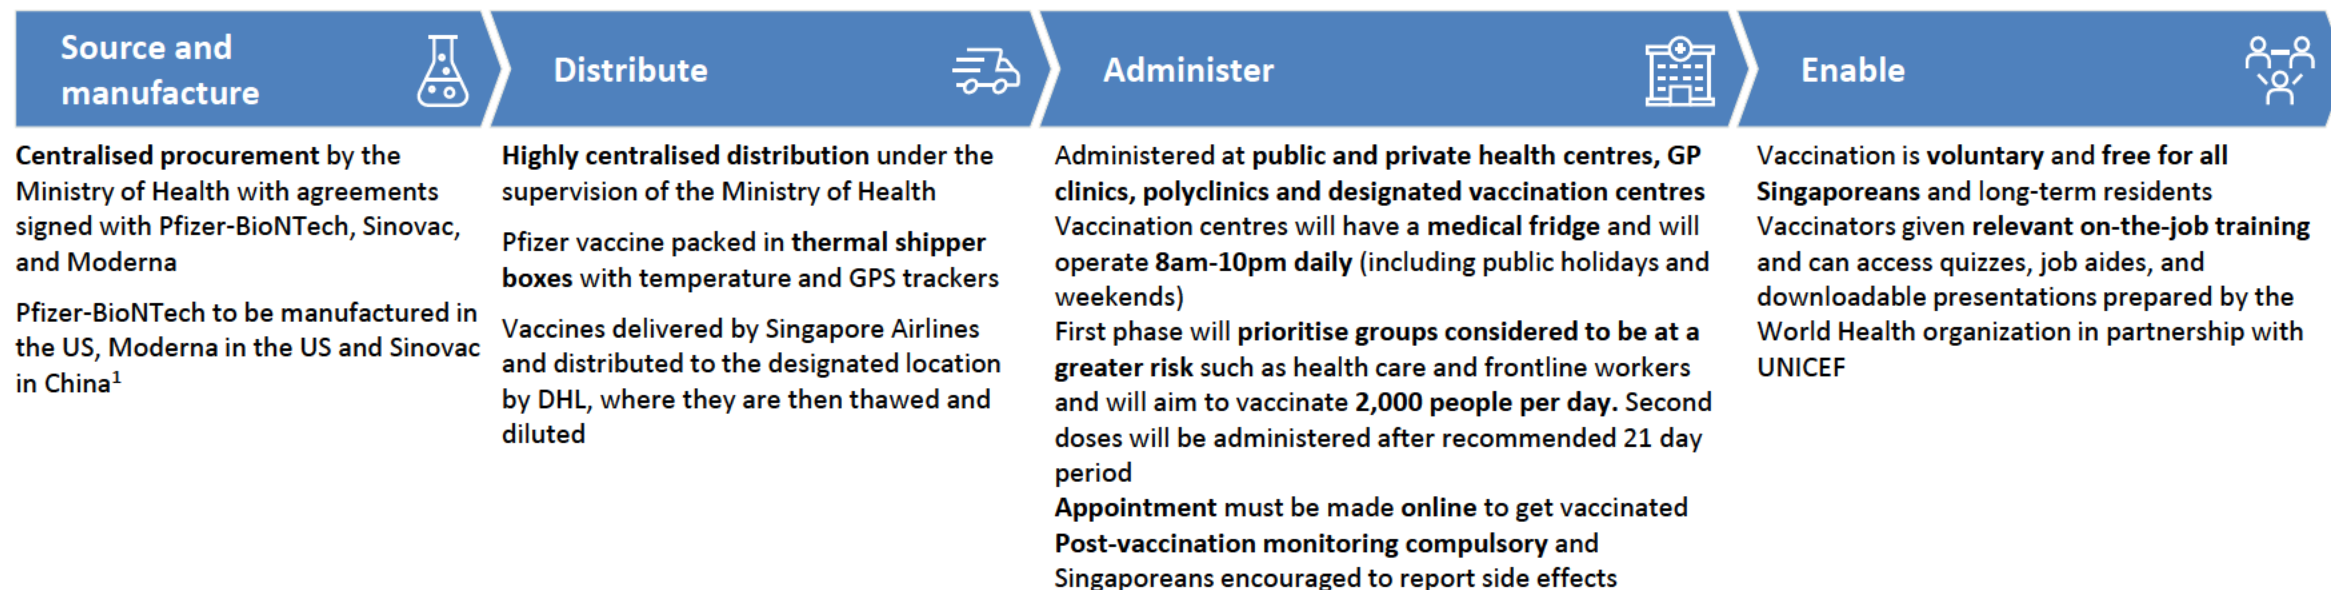 Source and
manufacture
Distribute
Administer
Enable
Centralised procurement by the
Ministry of Health with agreements
signed with Pfizer-BioNTech, Sinovac,
and Moderna
Pfizer-BioNTech to be manufactured in
the US, Moderna in the US and Sinovac
in China¹
Highly centralised distribution under the
supervision of the Ministry of Health
Pfizer vaccine packed in thermal shipper
boxes with temperature and GPS trackers
Vaccines delivered by Singapore Airlines
and distributed to the designated location
by DHL, where they are then thawed and
diluted
Administered at public and private health centres, GP
clinics, polyclinics and designated vaccination centres
Vaccination centres will have a medical fridge and will
operate 8am-10pm daily (including public holidays and
weekends)
First phase will prioritise groups considered to be at a
greater risk such as health care and frontline workers
and will aim to vaccinate 2,000 people per day. Second
doses will be administered after recommended 21 day
period
Appointment must be made online to get vaccinated
Post-vaccination monitoring compulsory and
Singaporeans encouraged to report side effects
Vaccination is voluntary and free for all
Singaporeans and long-term residents
Vaccinators given relevant on-the-job training
and can access quizzes, job aides, and
downloadable presentations prepared by the
World Health organization in partnership with
UNICEF